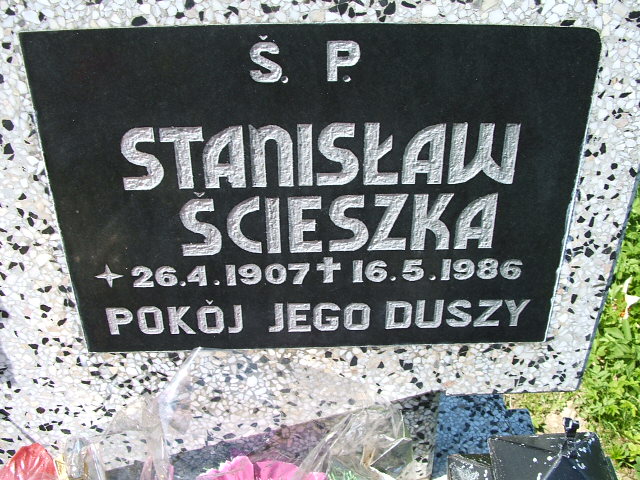 Ś. P.
STANISŁAW
ŚCIESZKA
✦ 26.4.1907 ✝ 16.5.1986
POKÓJ JEGO DUSZY